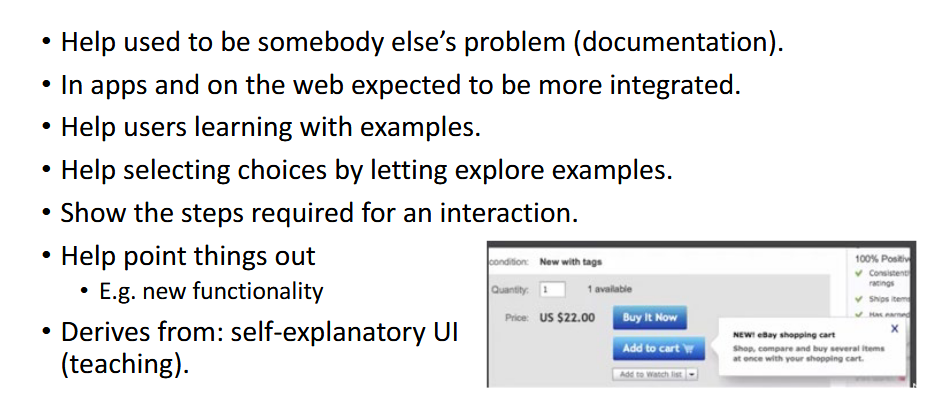 • Help used to be somebody else’s problem (documentation).
• In apps and on the web expected to be more integrated.
• Help users learning with examples.
• Help selecting choices by letting explore examples.
• Show the steps required for an interaction.
• Help point things out
• E.g. new functionality
• Derives from: self-explanatory UI
(teaching).
condition: New with tags
Quantity: 1 1 available
Price: US $22.00 Buy It Now
Add to cart
Add to Watch list
100% Positiv
Consistentl
ratings
Ships items
Has earned
X
NEW! eBay shopping cart
Shop, compare and buy several items
at once with your shopping cart.